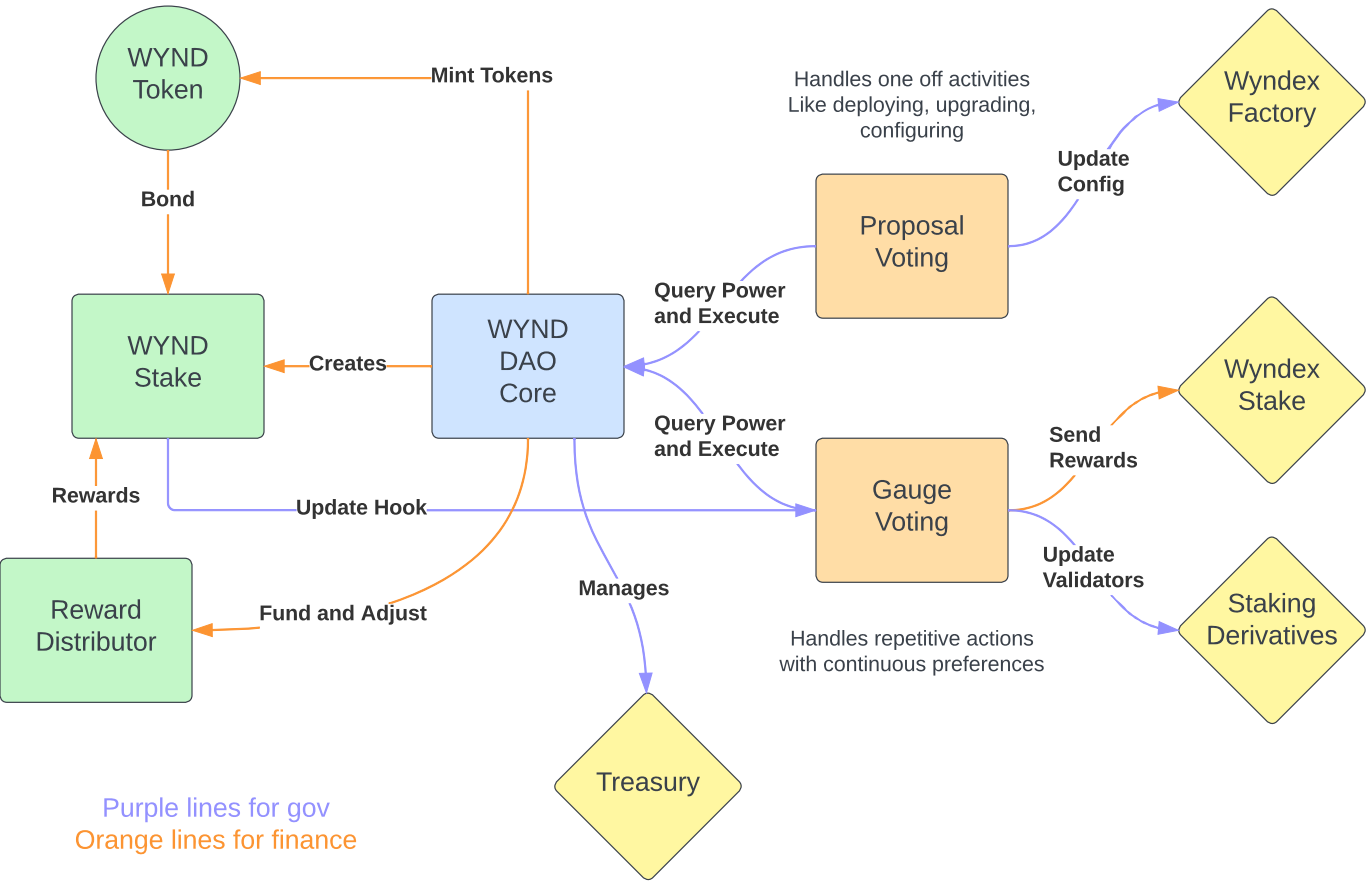 WYND
Token
Mint Tokens
Handles one off activities
Like deploying, upgrading,
configuring
Wyndex
Factory
Update
Config
Bond
Proposal
Voting
Query Power
and Execute
WYND
Stake
Creates
WYND
DAO
Core
Wyndex
Stake
Query Power
and Execute
Send
Rewards
Rewards
Update Hook
Gauge
Voting
Update
Validators
Manages
Fund and Adjust
Reward
Distributor
Staking
Derivatives
Handles repetitive actions
with continuous preferences
Treasury
Purple lines for gov
Orange lines for finance